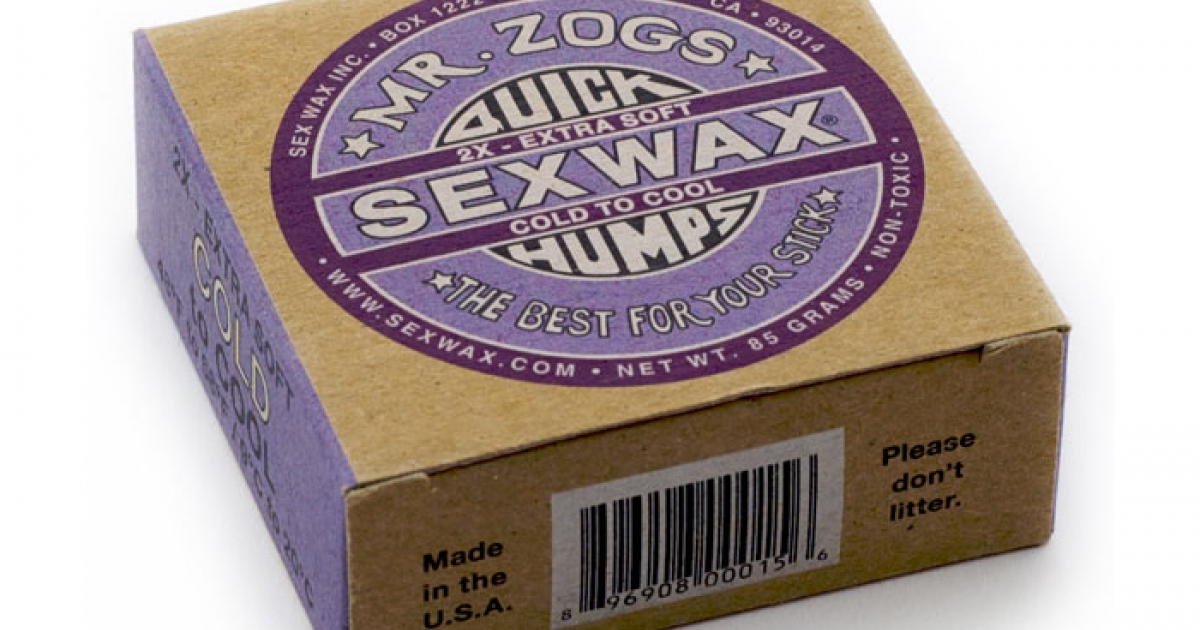 SEX WAX INC. • BOX 1222
CA • 93014
★ MR. ZOGS ★
QUICK
2X - EXTRA SOFT
SEXWAX®
COLD TO COOL
HUMPS
★THE BEST FOR YOUR STICK★
• WWW.SEXWAX.COM • NET WT. 85 GRAMS • NON-TOXIC •
2X - EXTRA SOFT
COLD
TO COOL
Made
in the
U.S.A.
8 96908 00015 6
Please
don't
litter.